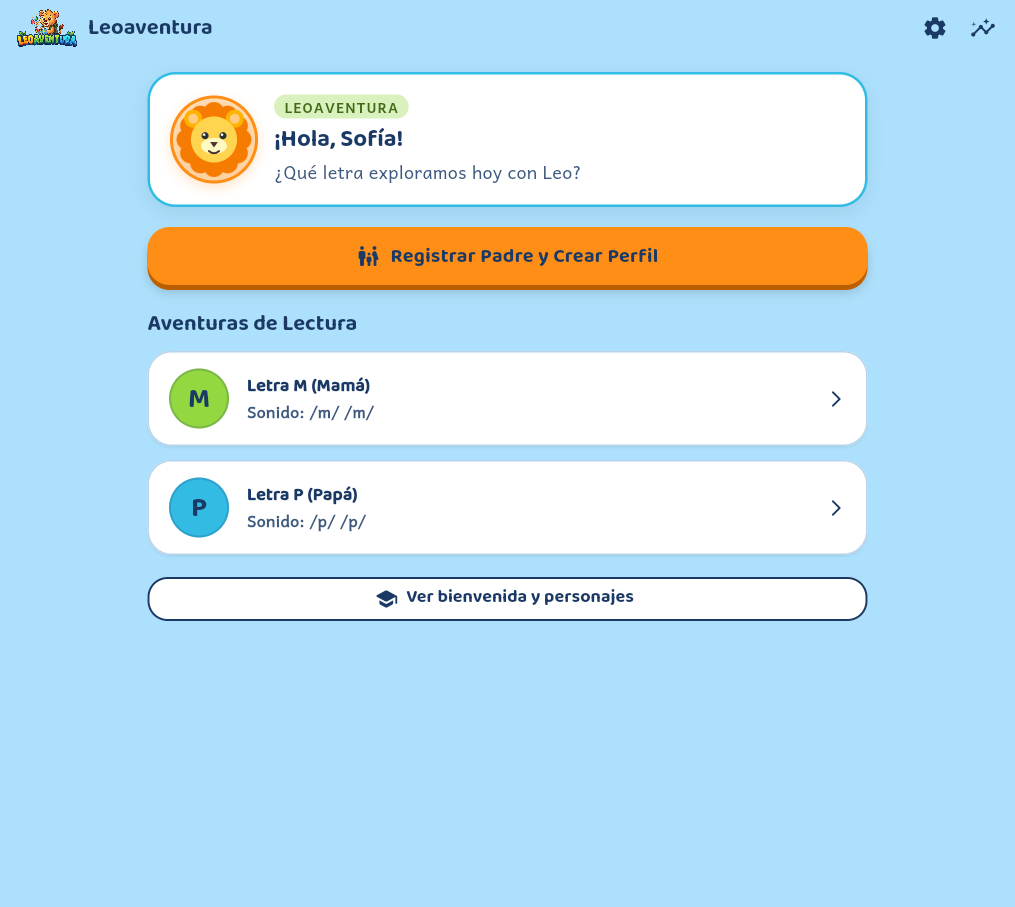 LEOAVENTURA
Leoaventura
LEOAVENTURA
¡Hola, Sofía!
¿Qué letra exploramos hoy con Leo?
Registrar Padre y Crear Perfil
Aventuras de Lectura
M
Letra M (Mamá)
Sonido: /m/ /m/
P
Letra P (Papá)
Sonido: /p/ /p/
Ver bienvenida y personajes